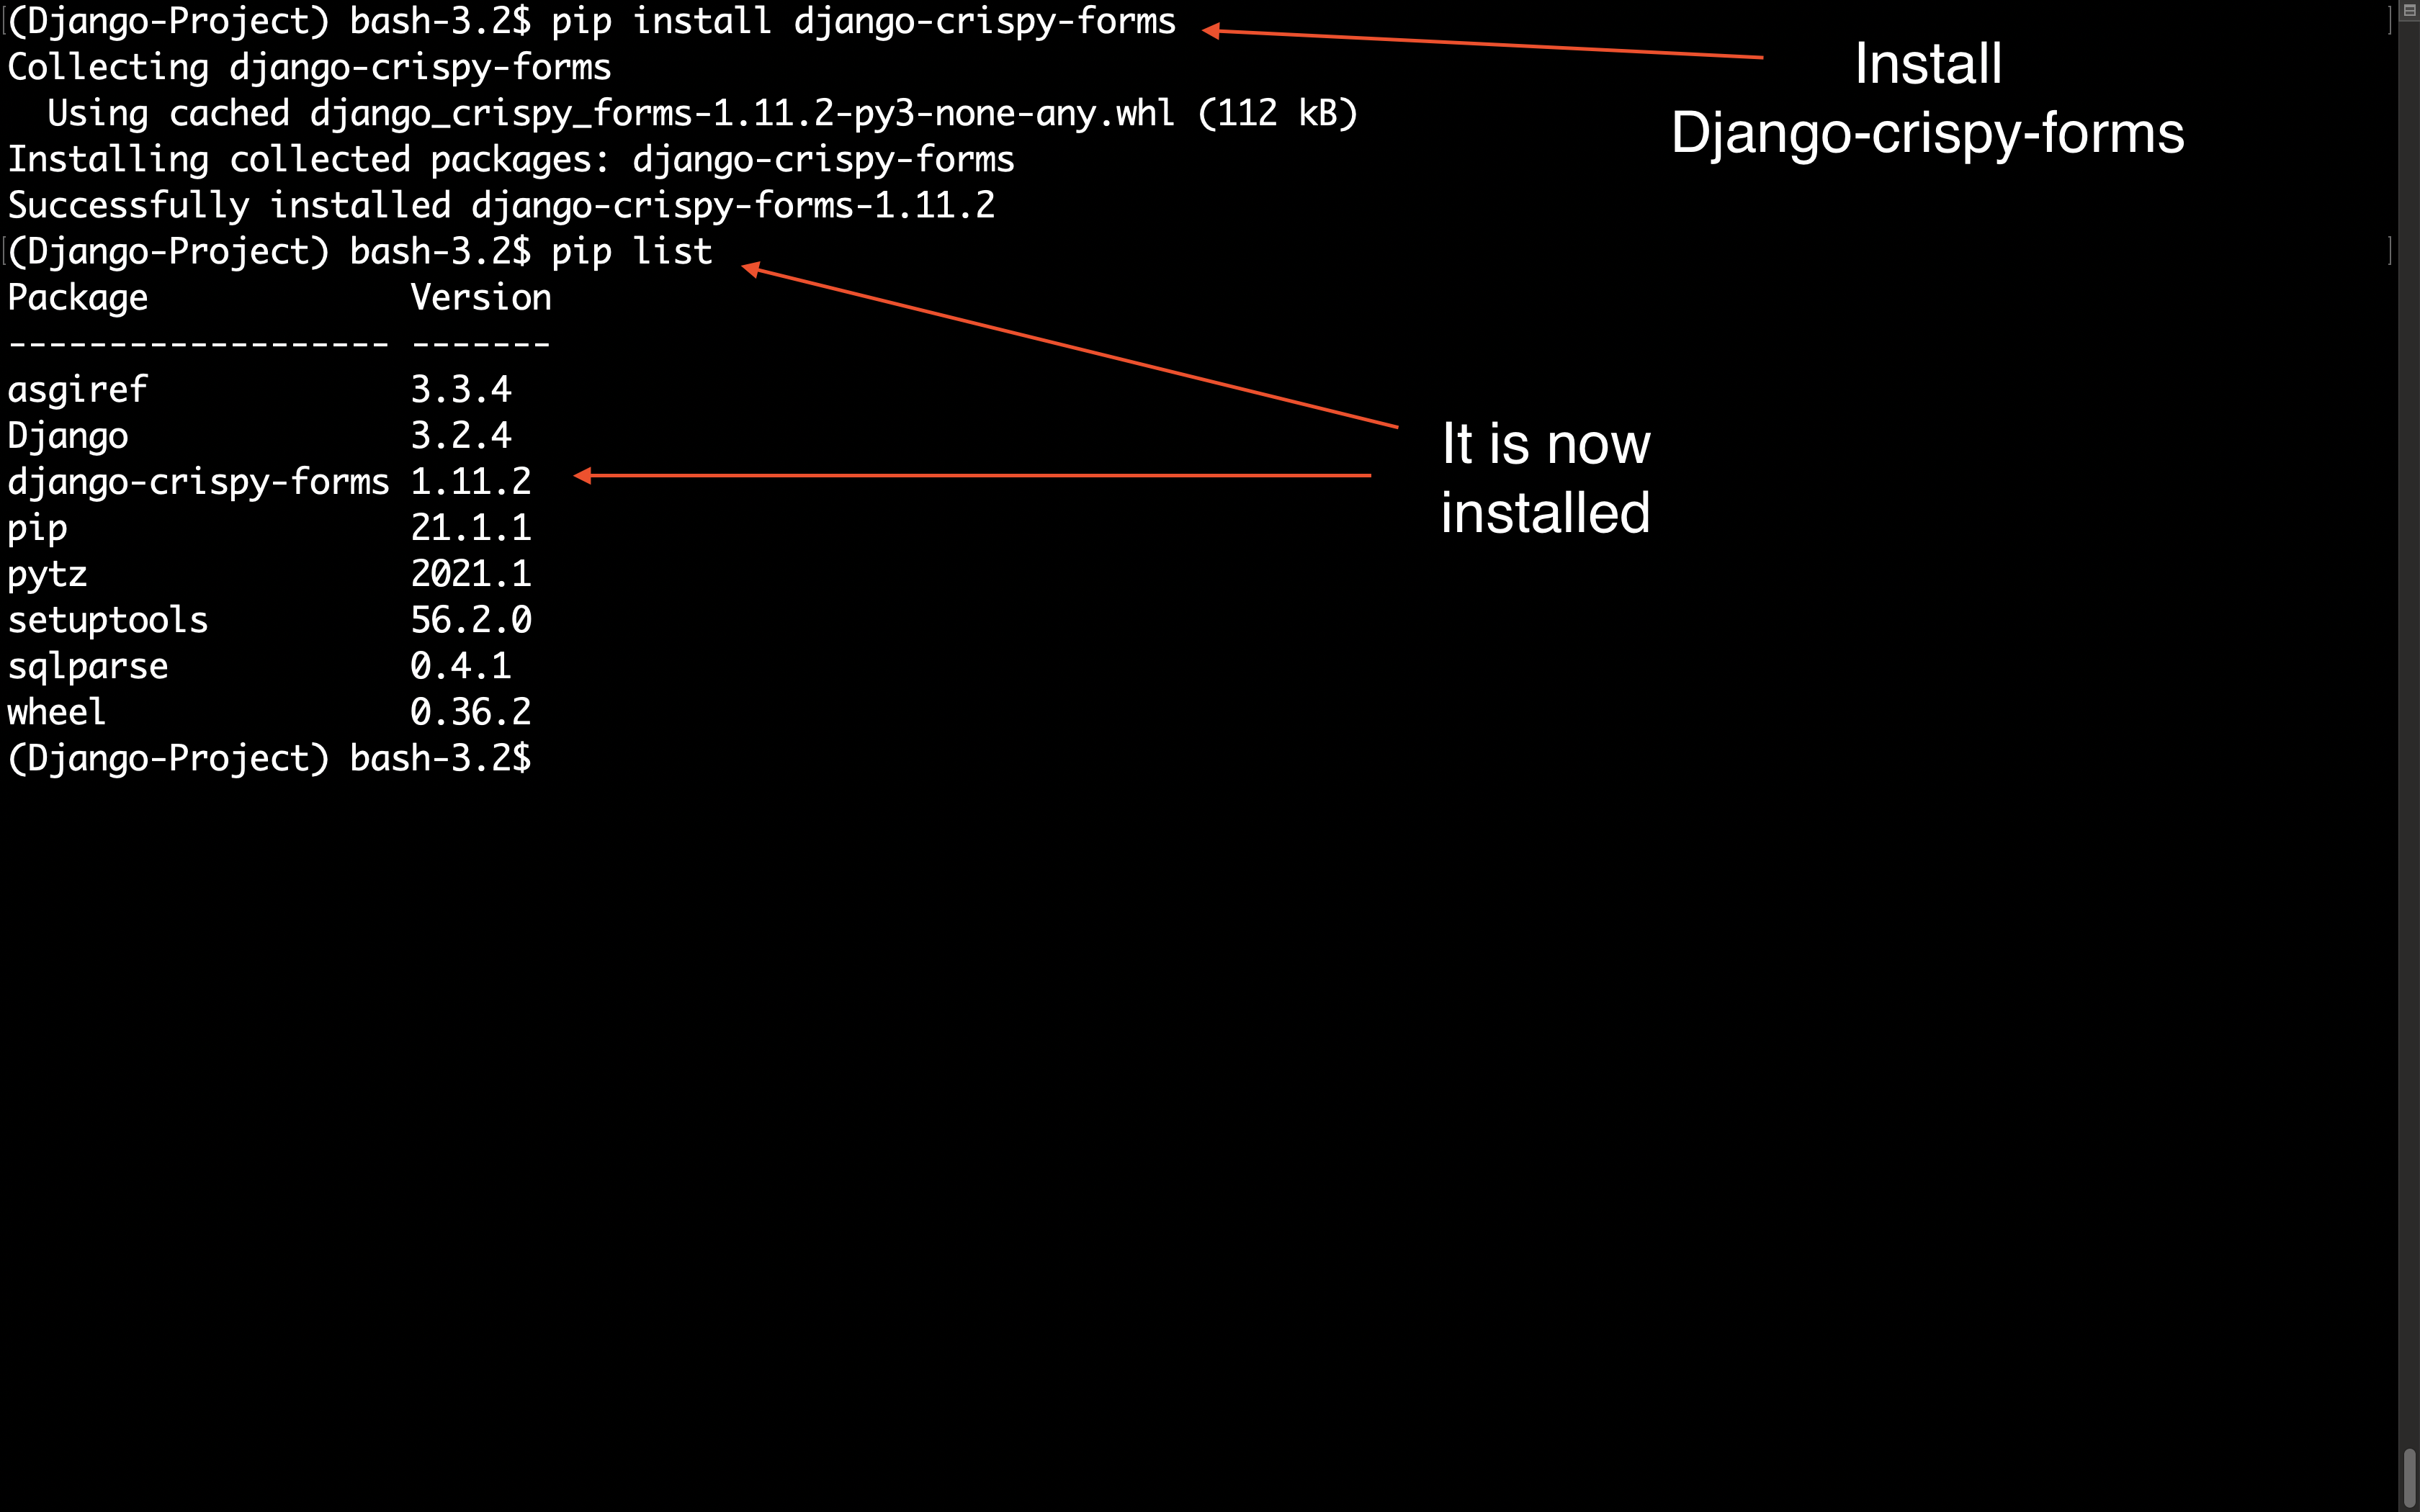 (Django-Project) bash-3.2$ pip install django-crispy-forms
Collecting django-crispy-forms
  Using cached django_crispy_forms-1.11.2-py3-none-any.whl (112 kB)
Installing collected packages: django-crispy-forms
Successfully installed django-crispy-forms-1.11.2
(Django-Project) bash-3.2$ pip list
Package             Version
------------------- -------
asgiref             3.3.4
Django              3.2.4
django-crispy-forms 1.11.2
pip                 21.1.1
pytz                2021.1
setuptools          56.2.0
sqlparse            0.4.1
wheel               0.36.2
(Django-Project) bash-3.2$
Install
Django-crispy-forms
It is now
installed